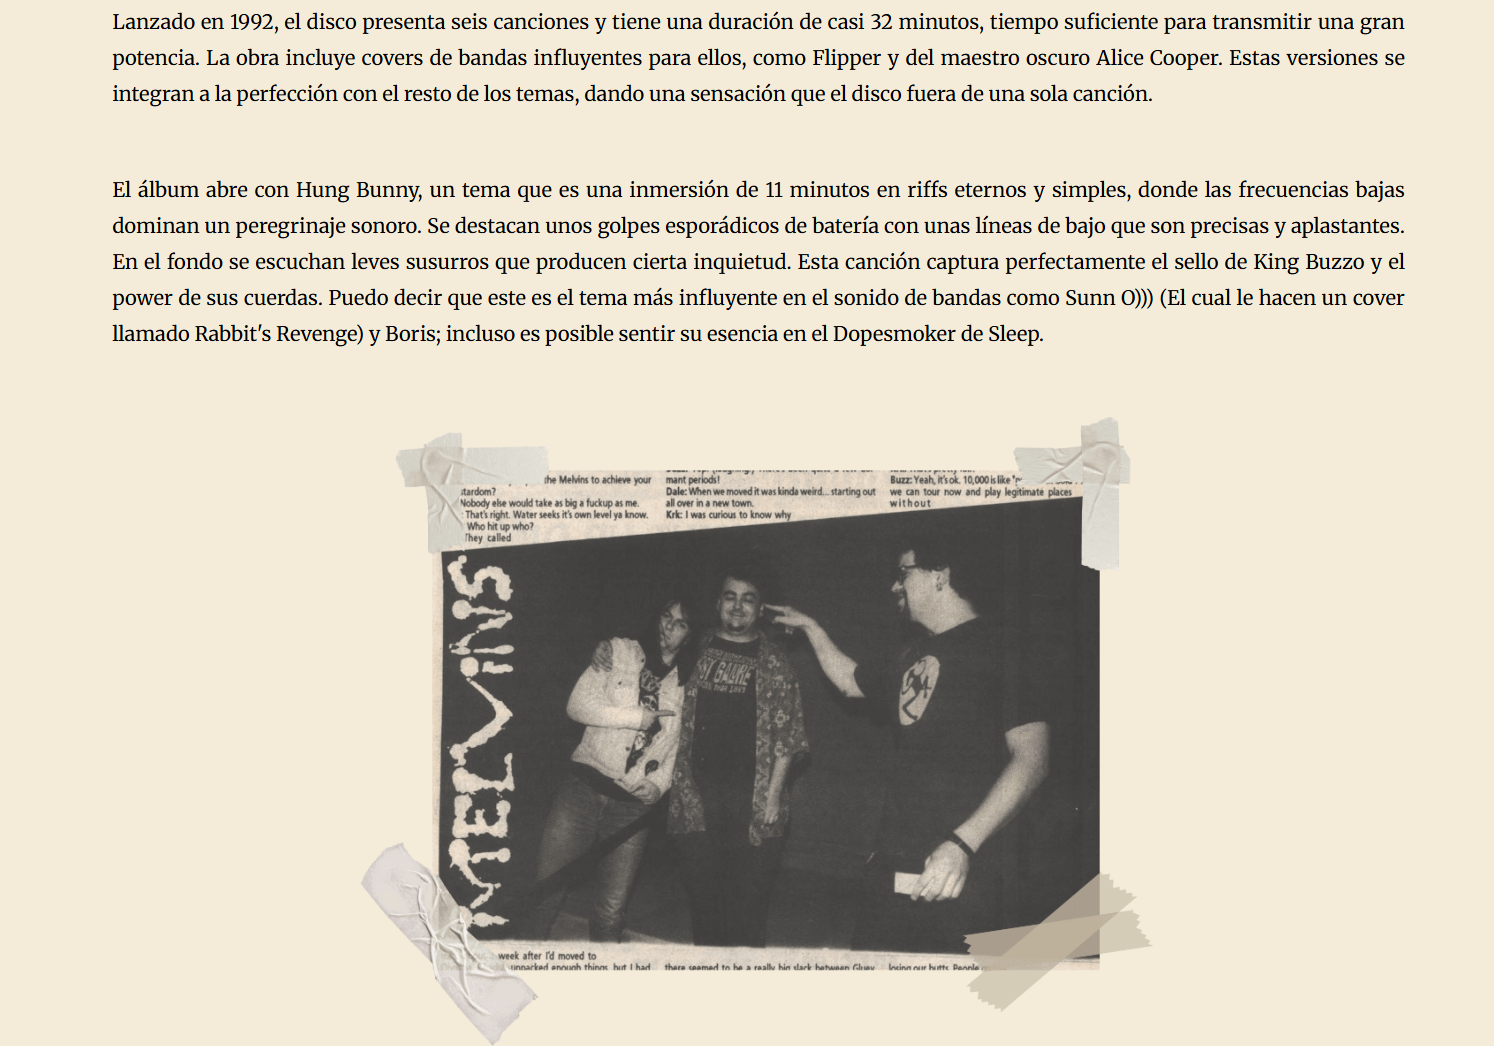 Lanzado en 1992, el disco presenta seis canciones y tiene una duración de casi 32 minutos, tiempo suficiente para transmitir una gran
potencia. La obra incluye covers de bandas influyentes para ellos, como Flipper y del maestro oscuro Alice Cooper. Estas versiones se
integran a la perfección con el resto de los temas, dando una sensación que el disco fuera de una sola canción.
El álbum abre con Hung Bunny, un tema que es una inmersión de 11 minutos en riffs eternos y simples, donde las frecuencias bajas
dominan un peregrinaje sonoro. Se destacan unos golpes esporádicos de batería con unas líneas de bajo que son precisas y aplastantes.
En el fondo se escuchan leves susurros que producen cierta inquietud. Esta canción captura perfectamente el sello de King Buzzo y el
power de sus cuerdas. Puedo decir que este es el tema más influyente en el sonido de bandas como Sunn O))) (El cual le hacen un cover
llamado Rabbit's Revenge) y Boris; incluso es posible sentir su esencia en el Dopesmoker de Sleep.
the Melvins to achieve your
stardom?
Nobody else would take as big a fuckup as me.
That's right. Water seeks it's own level ya know.
Who hit up who?
They called
mant periods!
Dale: When we moved it was kinda weird... starting out
all over in a new town.
Krk: I was curious to know why
Buzz: Yeah, it's ok. 10,000 is like
we can tour now and play legitimate places
without
MELVINS
week after I'd moved to
unpacked enough things, but I had
there seemed to be a really big slack between Gluey
losing our butts. People